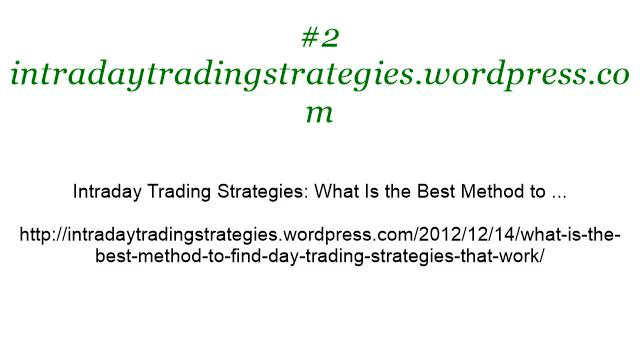 #2
intradaytradingstrategies.wordpress.co
m
Intraday Trading Strategies: What Is the Best Method to ...
http://intradaytradingstrategies.wordpress.com/2012/12/14/what-is-the-
best-method-to-find-day-trading-strategies-that-work/